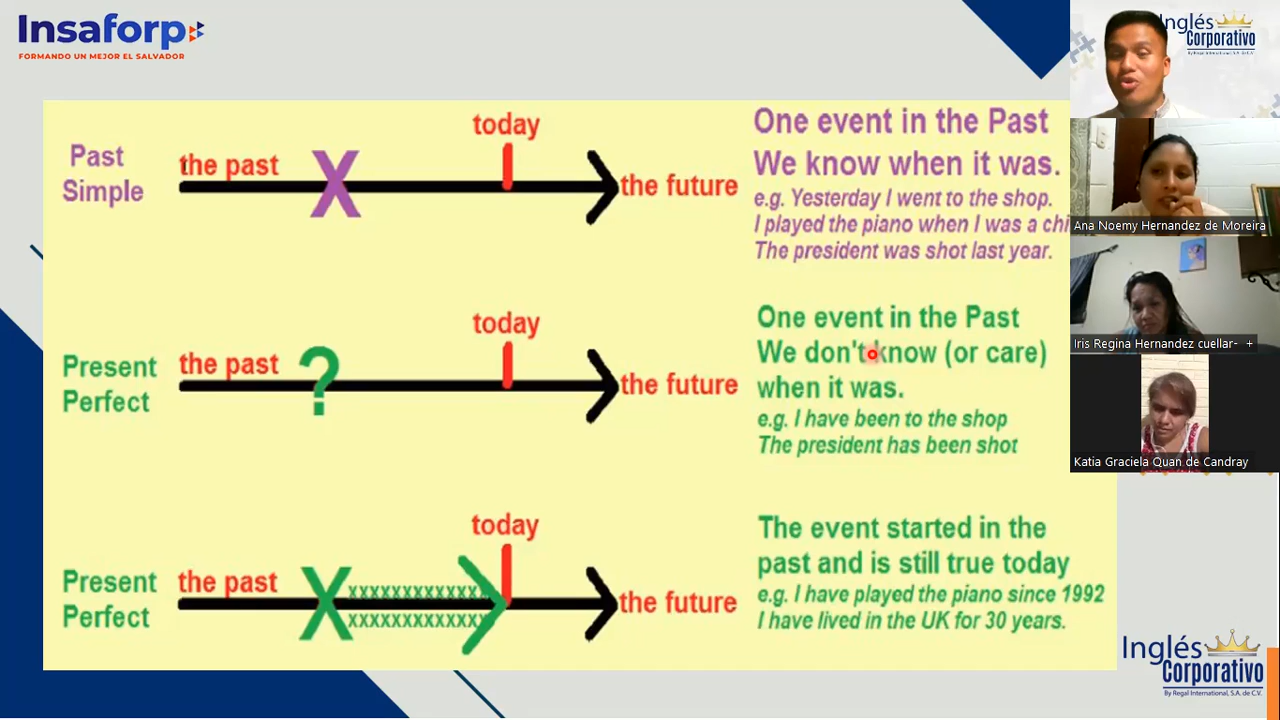 Insaforp
FORMANDO UN MEJOR EL SALVADOR
Past
Simple
the past
X
today
the future
One event in the Past
We know when it was.
e.g. Yesterday I went to the shop.
I played the piano when I was a chi
The president was shot last year.
Present
Perfect
the past
?
today
the future
One event in the Past
We don't know (or care)
when it was.
e.g. I have been to the shop
The president has been shot
Present
Perfect
the past
X
xxxxxxxxxxxxx
xxxxxxxxxxxxx
today
the future
The event started in the
past and is still true today
e.g. I have played the piano since 1992
I have lived in the UK for 30 years.
Inglés
Corporativo
By Regal International, S.A. de C.V.
Ana Noemy Hernandez de Moreira
Iris Regina Hernandez cuellar- +
Katia Graciela Quan de Candray
Inglés
Corporativo
By Regal International, S.A. de C.V.